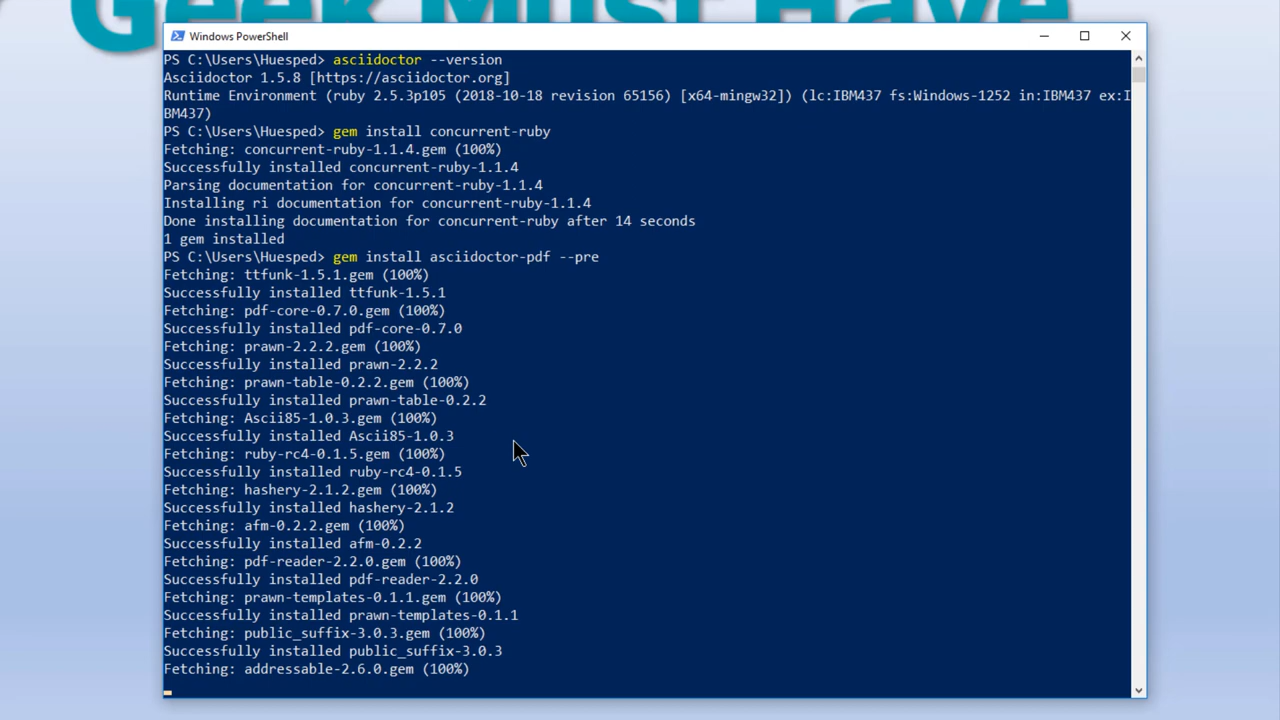 Geek Must Have
Windows PowerShell
PS C:\Users\Huesped> asciidoctor --version
Asciidoctor 1.5.8 [https://asciidoctor.org]
Runtime Environment (ruby 2.5.3p105 (2018-10-18 revision 65156) [x64-mingw32]) (lc:IBM437 fs:Windows-1252 in:IBM437 ex:I
BM437)
PS C:\Users\Huesped> gem install concurrent-ruby
Fetching: concurrent-ruby-1.1.4.gem (100%)
Successfully installed concurrent-ruby-1.1.4
Parsing documentation for concurrent-ruby-1.1.4
Installing ri documentation for concurrent-ruby-1.1.4
Done installing documentation for concurrent-ruby after 14 seconds
1 gem installed
PS C:\Users\Huesped> gem install asciidoctor-pdf --pre
Fetching: ttfunk-1.5.1.gem (100%)
Successfully installed ttfunk-1.5.1
Fetching: pdf-core-0.7.0.gem (100%)
Successfully installed pdf-core-0.7.0
Fetching: prawn-2.2.2.gem (100%)
Successfully installed prawn-2.2.2
Fetching: prawn-table-0.2.2.gem (100%)
Successfully installed prawn-table-0.2.2
Fetching: Ascii85-1.0.3.gem (100%)
Successfully installed Ascii85-1.0.3
Fetching: ruby-rc4-0.1.5.gem (100%)
Successfully installed ruby-rc4-0.1.5
Fetching: hashery-2.1.2.gem (100%)
Successfully installed hashery-2.1.2
Fetching: afm-0.2.2.gem (100%)
Successfully installed afm-0.2.2
Fetching: pdf-reader-2.2.0.gem (100%)
Successfully installed pdf-reader-2.2.0
Fetching: prawn-templates-0.1.1.gem (100%)
Successfully installed prawn-templates-0.1.1
Fetching: public_suffix-3.0.3.gem (100%)
Successfully installed public_suffix-3.0.3
Fetching: addressable-2.6.0.gem (100%)